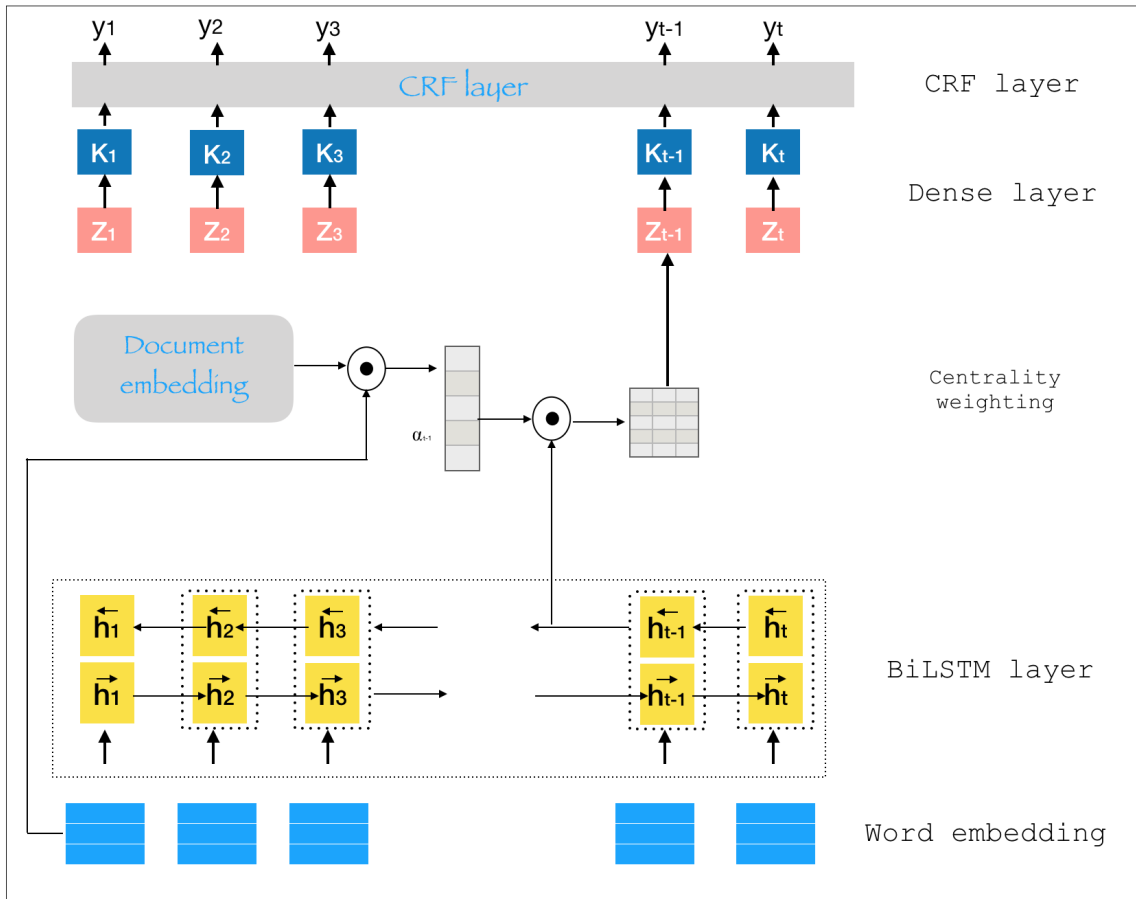 y1 y2 y3 yt-1 yt
CRF layer CRF layer
K1 K2 K3 Kt-1 Kt
Dense layer
Z1 Z2 Z3 Zt-1 Zt
Document
embedding
Centrality
weighting
αt-1
h1 h2 h3 ht-1 ht
BiLSTM layer
h1 h2 h3 ht-1 ht
Word embedding